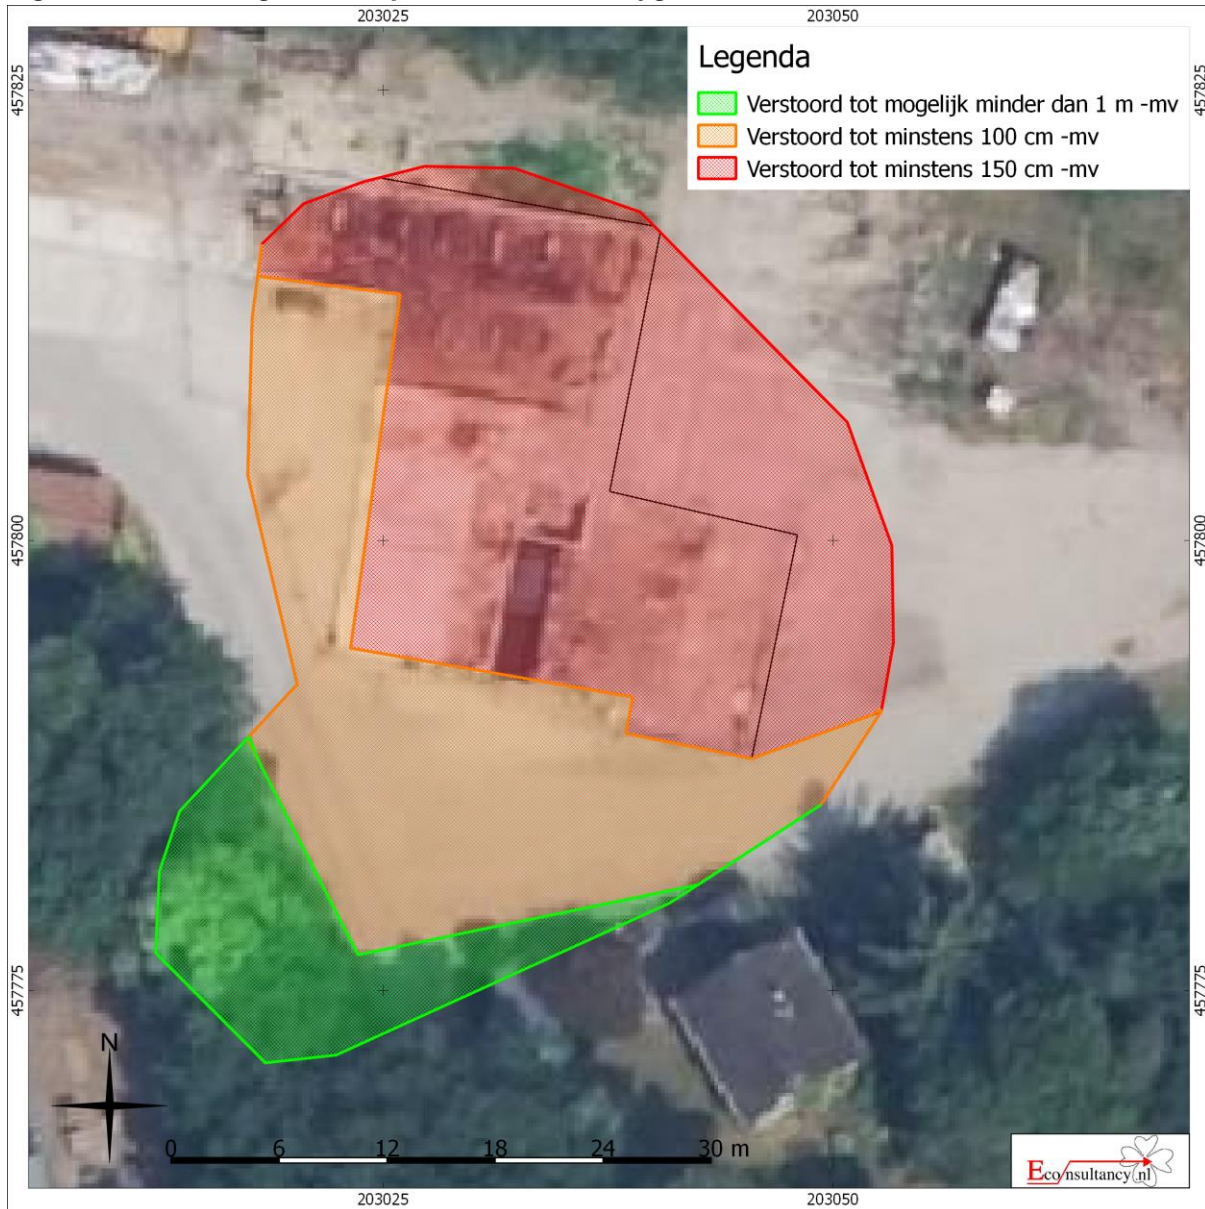 203025
203050
457825
457825
Legenda
Verstoord tot mogelijk minder dan 1 m -mv
Verstoord tot minstens 100 cm -mv
Verstoord tot minstens 150 cm -mv
457800
457800
457775
457775
N
0 6 12 18 24 30 m
Econsultancy.nl
203025
203050